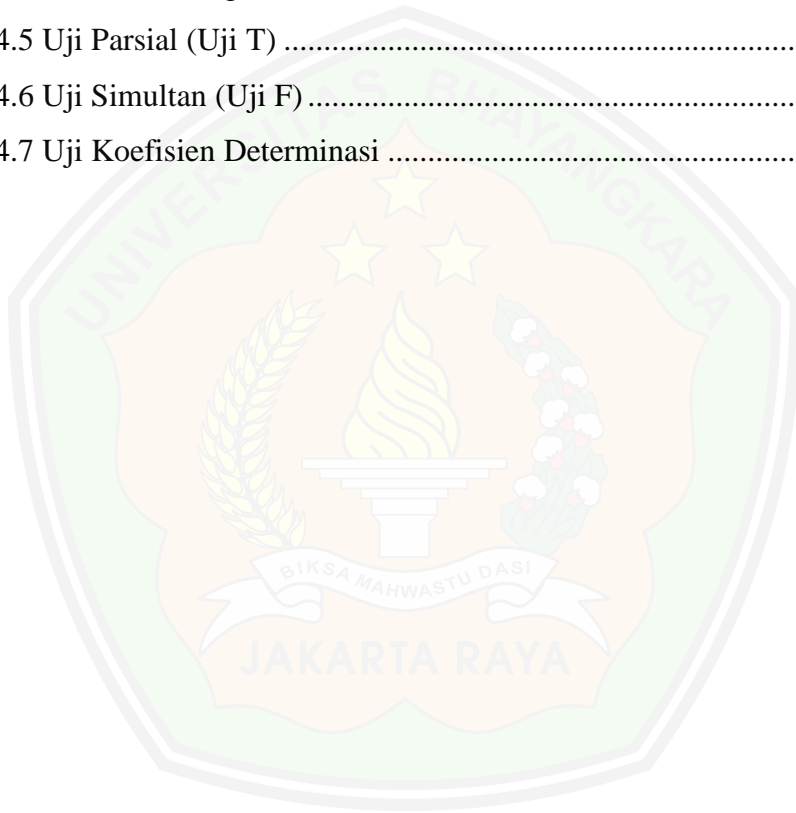 4.5 Uji Parsial (Uji T) ................................................................
4.6 Uji Simultan (Uji F) .............................................................
4.7 Uji Koefisien Determinasi ...................................................
UNIVERSITAS BHAYANGKARA
BIKSA MAHWASTU DASI
JAKARTA RAYA